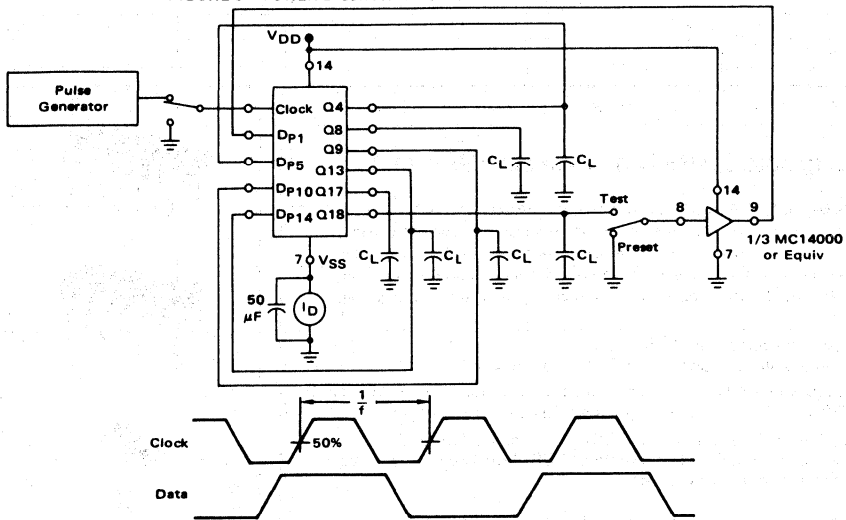 VDD
14
Pulse
Generator
Clock
DP1
DP5
DP10
DP14
Q4
Q8
Q9
Q13
Q17
Q18
CL
CL
CL
CL
CL
CL
Test
Preset
8
14
9
7
1/3 MC14000
or Equiv
7
VSS
50
μF
ID
1
f
50%
Clock
Data